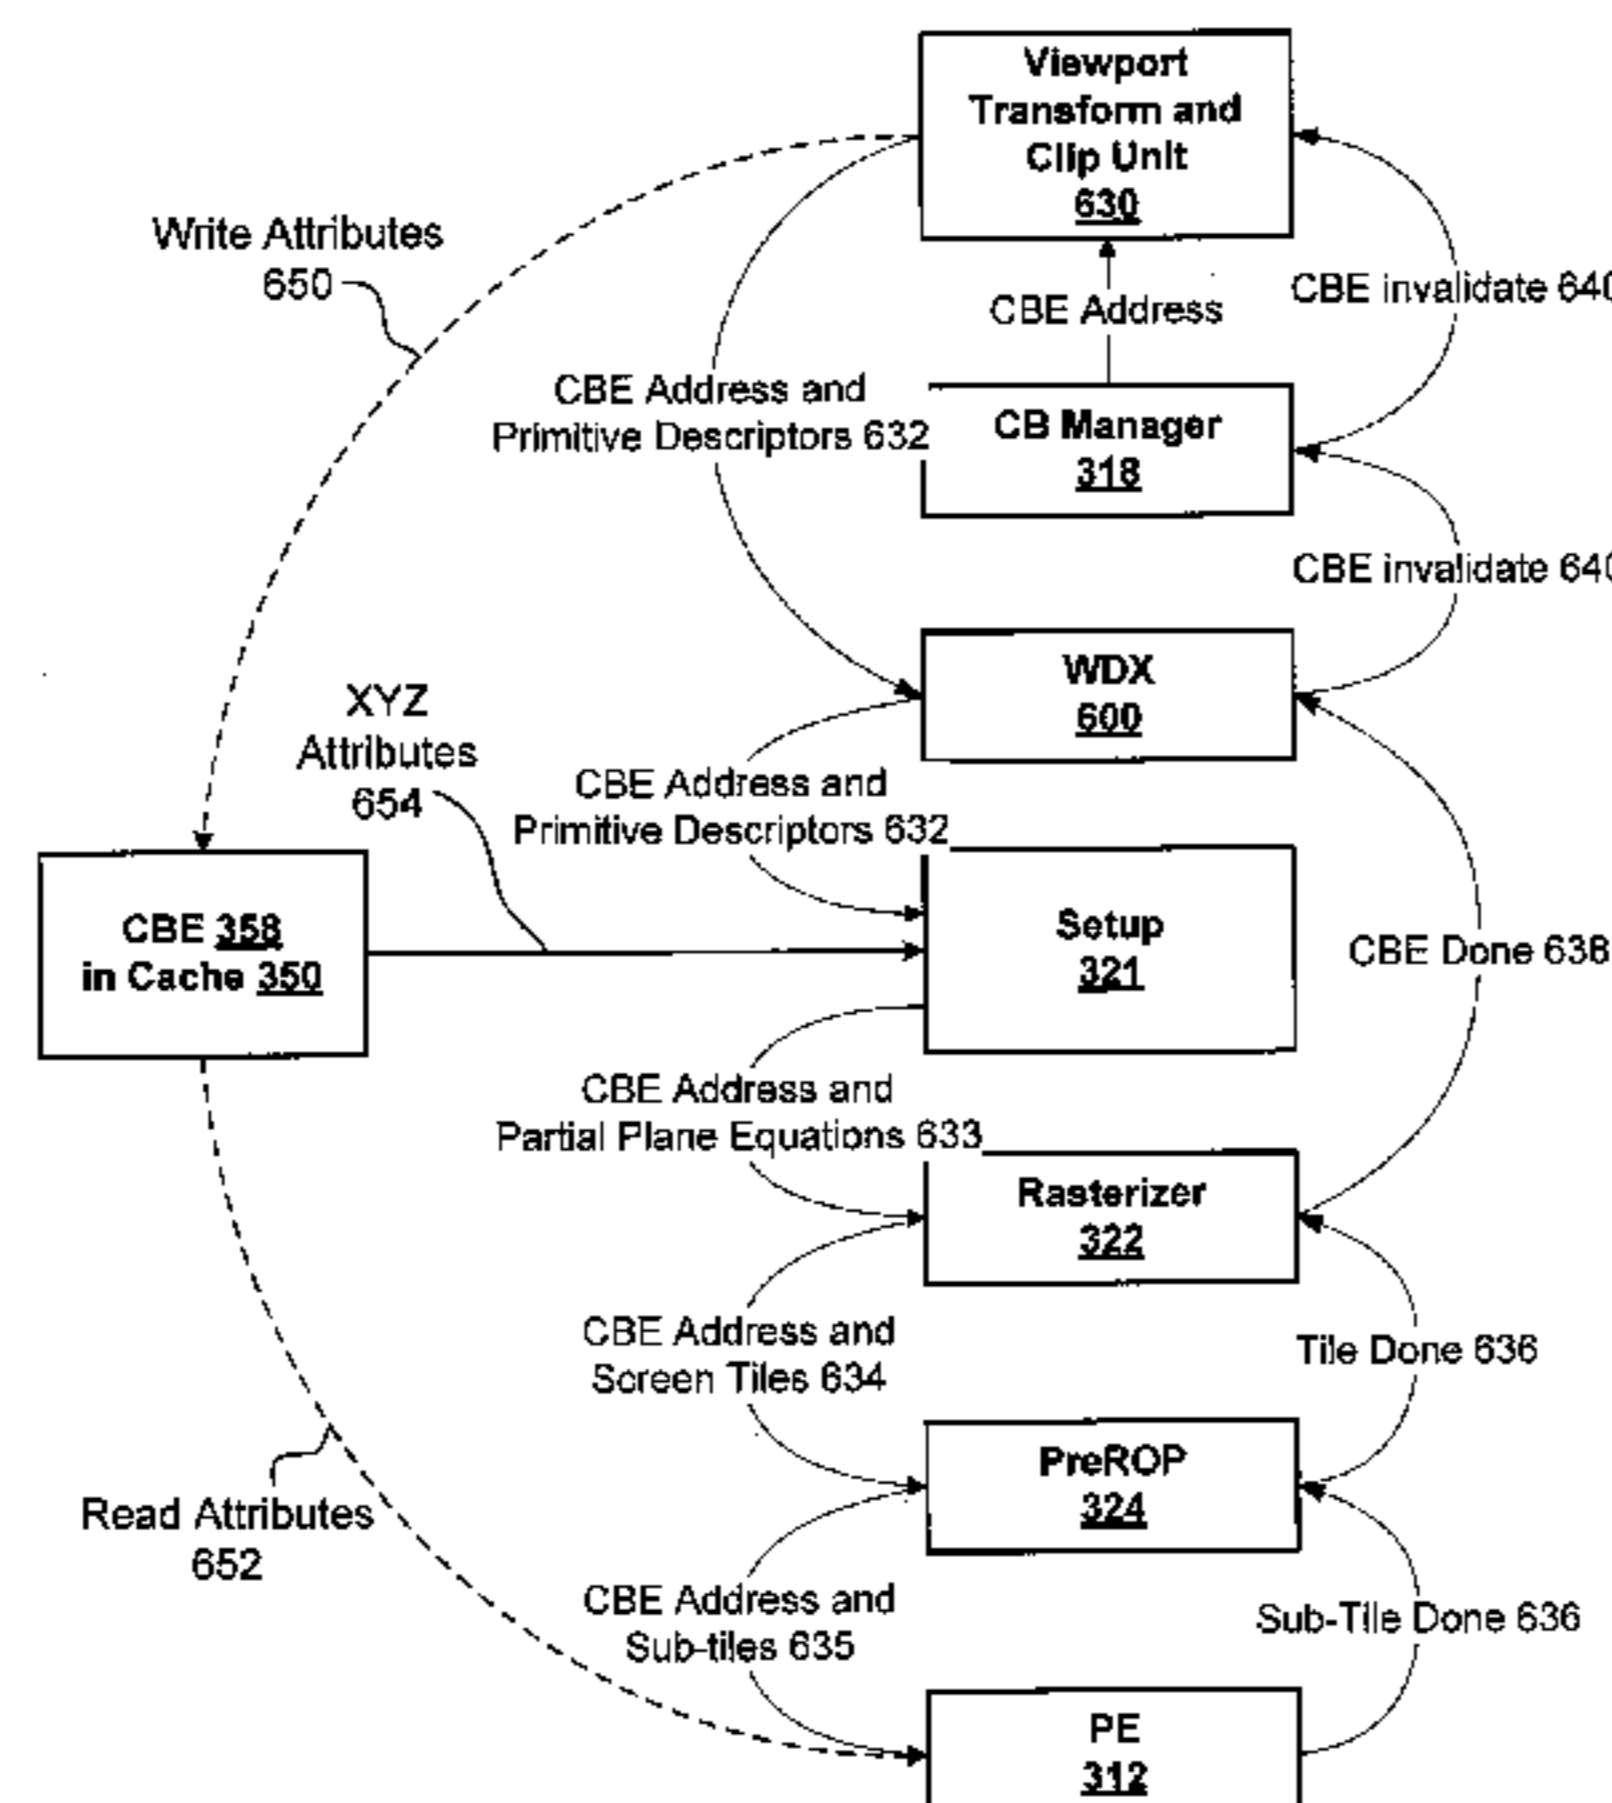 Viewport
Transform and
Clip Unit
630
Write Attributes
650
CBE invalidate 640
CBE Address
CBE Address and
Primitive Descriptors 632
CB Manager
318
CBE invalidate 640
WDX
600
XYZ
Attributes
654
CBE Address and
Primitive Descriptors 632
CBE 358
in Cache 350
Setup
321
CBE Done 638
CBE Address and
Partial Plane Equations 633
Rasterizer
322
CBE Address and
Screen Tiles 634
Tile Done 636
PreROP
324
Read Attributes
652
CBE Address and
Sub-tiles 635
Sub-Tile Done 636
PE
312